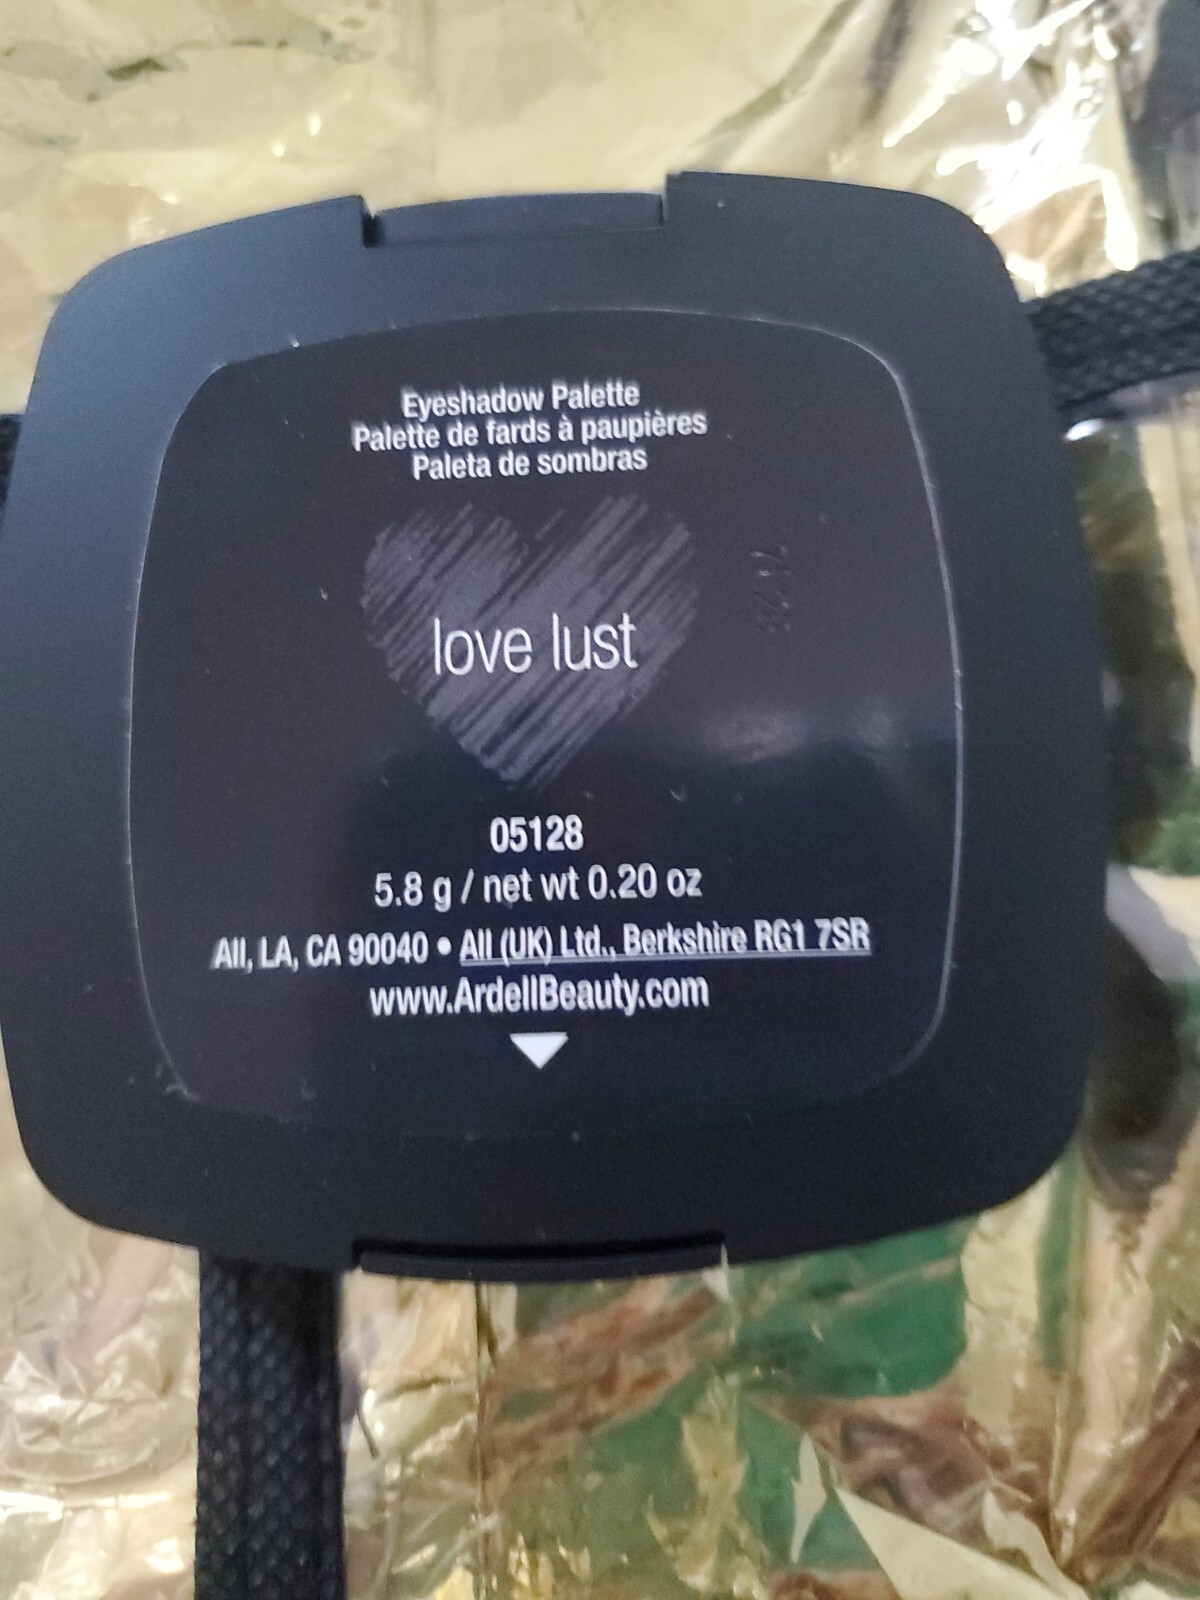 Eyeshadow Palette
Palette de fards à paupières
Paleta de sombras
love lust
05128
5.8 g / net wt 0.20 oz
AII, LA, CA 90040 • AII (UK) Ltd., Berkshire RG1 7SR
www.ArdellBeauty.com